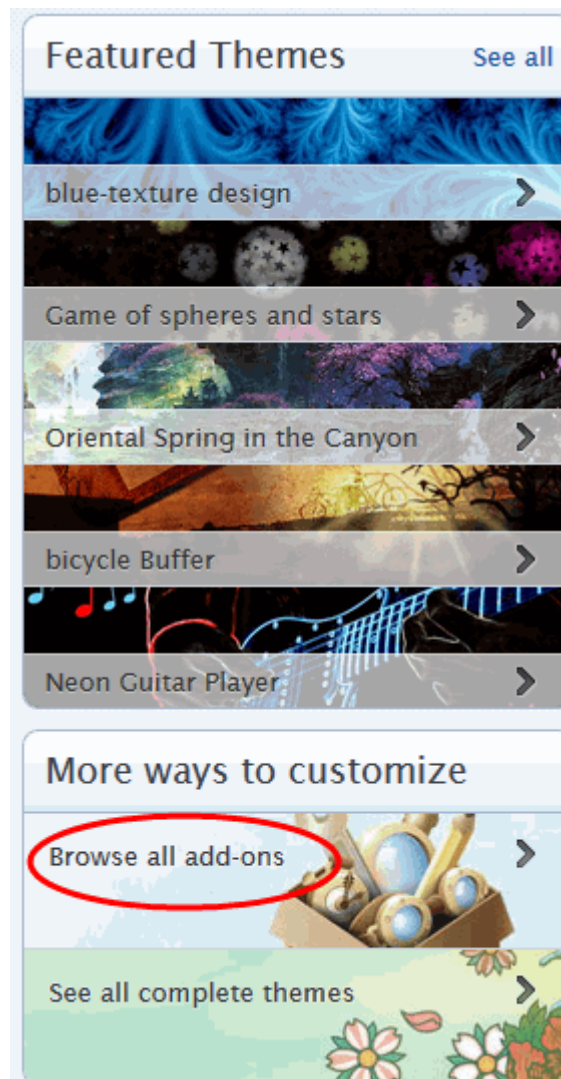 Featured Themes See all
blue-texture design
Game of spheres and stars
Oriental Spring in the Canyon
bicycle Buffer
Neon Guitar Player
More ways to customize
Browse all add-ons
See all complete themes